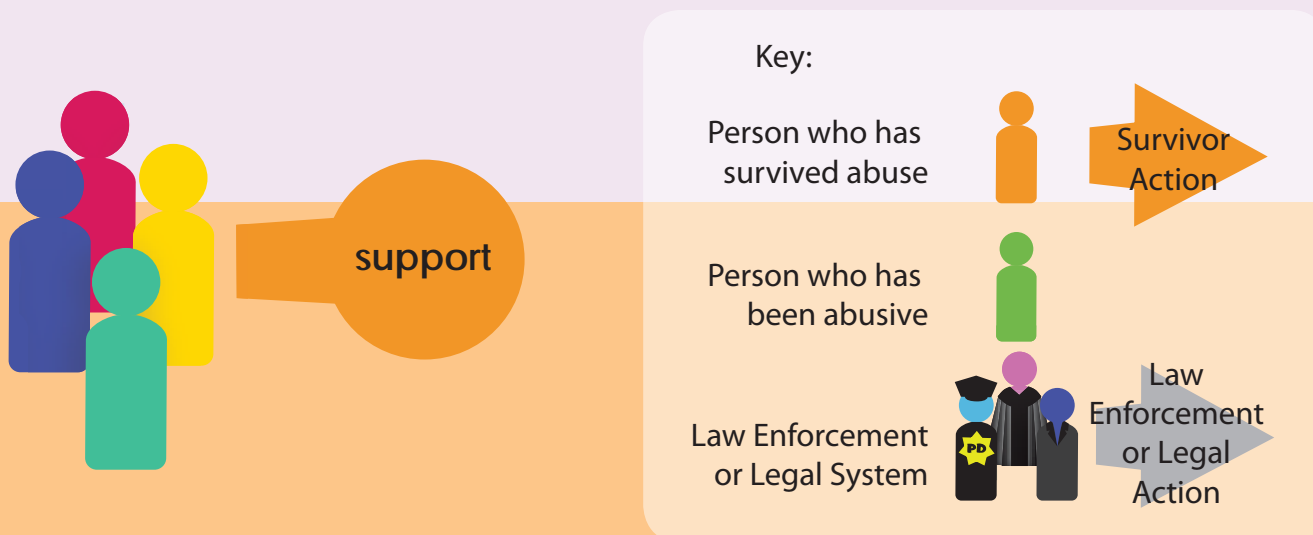 support
Key:
Person who has
survived abuse
Survivor
Action
Person who has
been abusive
Law Enforcement
or Legal System
PD
Law
Enforcement
or Legal
Action